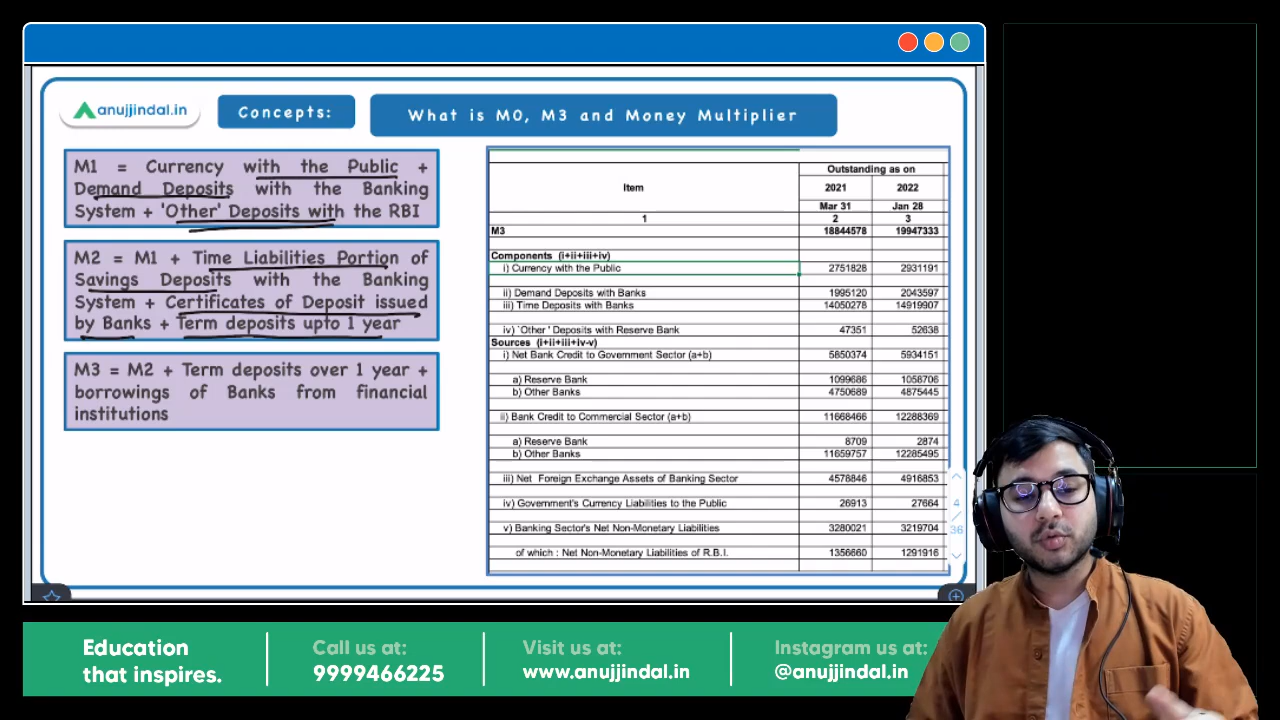 anujjindal.in
Concepts:
What is M0, M3 and Money Multiplier
M1 = Currency with the Public +
Demand Deposits with the Banking
System + 'Other' Deposits with the RBI
M2 = M1 + Time Liabilities Portion of
Savings Deposits with the Banking
System + Certificates of Deposit issued
by Banks + Term deposits upto 1 year
M3 = M2 + Term deposits over 1 year +
borrowings of Banks from financial
institutions
Outstanding as on
Item 2021 2022
Mar 31 Jan 28
1 2 3
M3 18844578 19947333
Components (i+ii+iii+iv)
i) Currency with the Public 2751828 2931191
ii) Demand Deposits with Banks 1995120 2043597
iii) Time Deposits with Banks 14050278 14919907
iv) `Other ' Deposits with Reserve Bank 47351 52638
Sources (i+ii+iii+iv-v)
i) Net Bank Credit to Government Sector (a+b) 5850374 5934151
a) Reserve Bank 1099686 1058706
b) Other Banks 4750689 4875445
ii) Bank Credit to Commercial Sector (a+b) 11668466 12288369
a) Reserve Bank 8709 2874
b) Other Banks 11659757 12285495
iii) Net Foreign Exchange Assets of Banking Sector 4578846 4916853
iv) Government's Currency Liabilities to the Public 26913 27664
v) Banking Sector's Net Non-Monetary Liabilities 3280021 3219704
of which : Net Non-Monetary Liabilities of R.B.I. 1356660 1291916
4
/
36
Education
that inspires.
Call us at:
9999466225
Visit us at:
www.anujjindal.in
Instagram us at:
@anujjindal.in